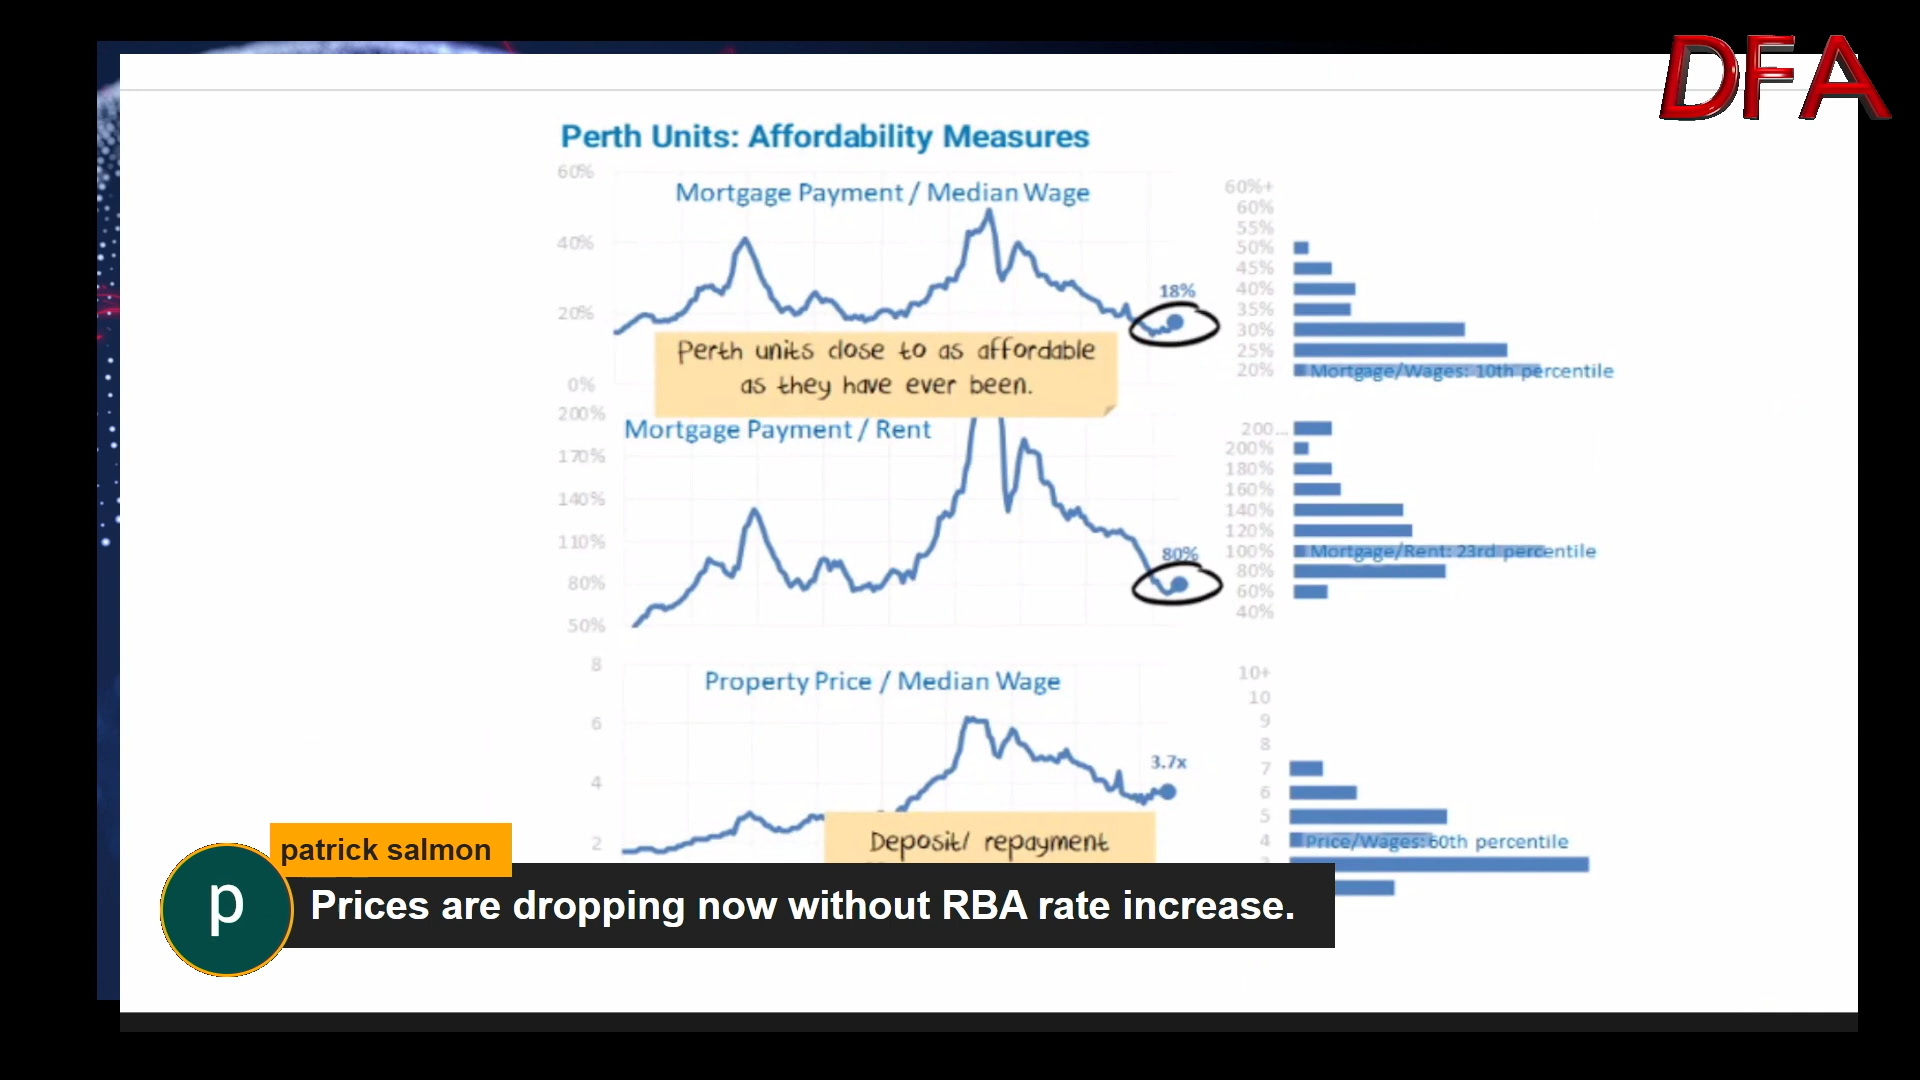 DFA
Perth Units: Affordability Measures
Mortgage Payment / Median Wage
60%
40%
20%
0%
18%
Perth units close to as affordable
as they have ever been.
60%+
60%
55%
50%
45%
40%
35%
30%
25%
20%
Mortgage/Wages: 10th percentile
Mortgage Payment / Rent
200%
170%
140%
110%
80%
50%
80%
200...
200%
180%
160%
140%
120%
100%
80%
60%
40%
Mortgage/Rent: 23rd percentile
Property Price / Median Wage
8
6
4
2
3.7x
Deposit/ repayment
10+
10
9
8
7
6
5
4
Price/Wages: 60th percentile
patrick salmon
p
Prices are dropping now without RBA rate increase.